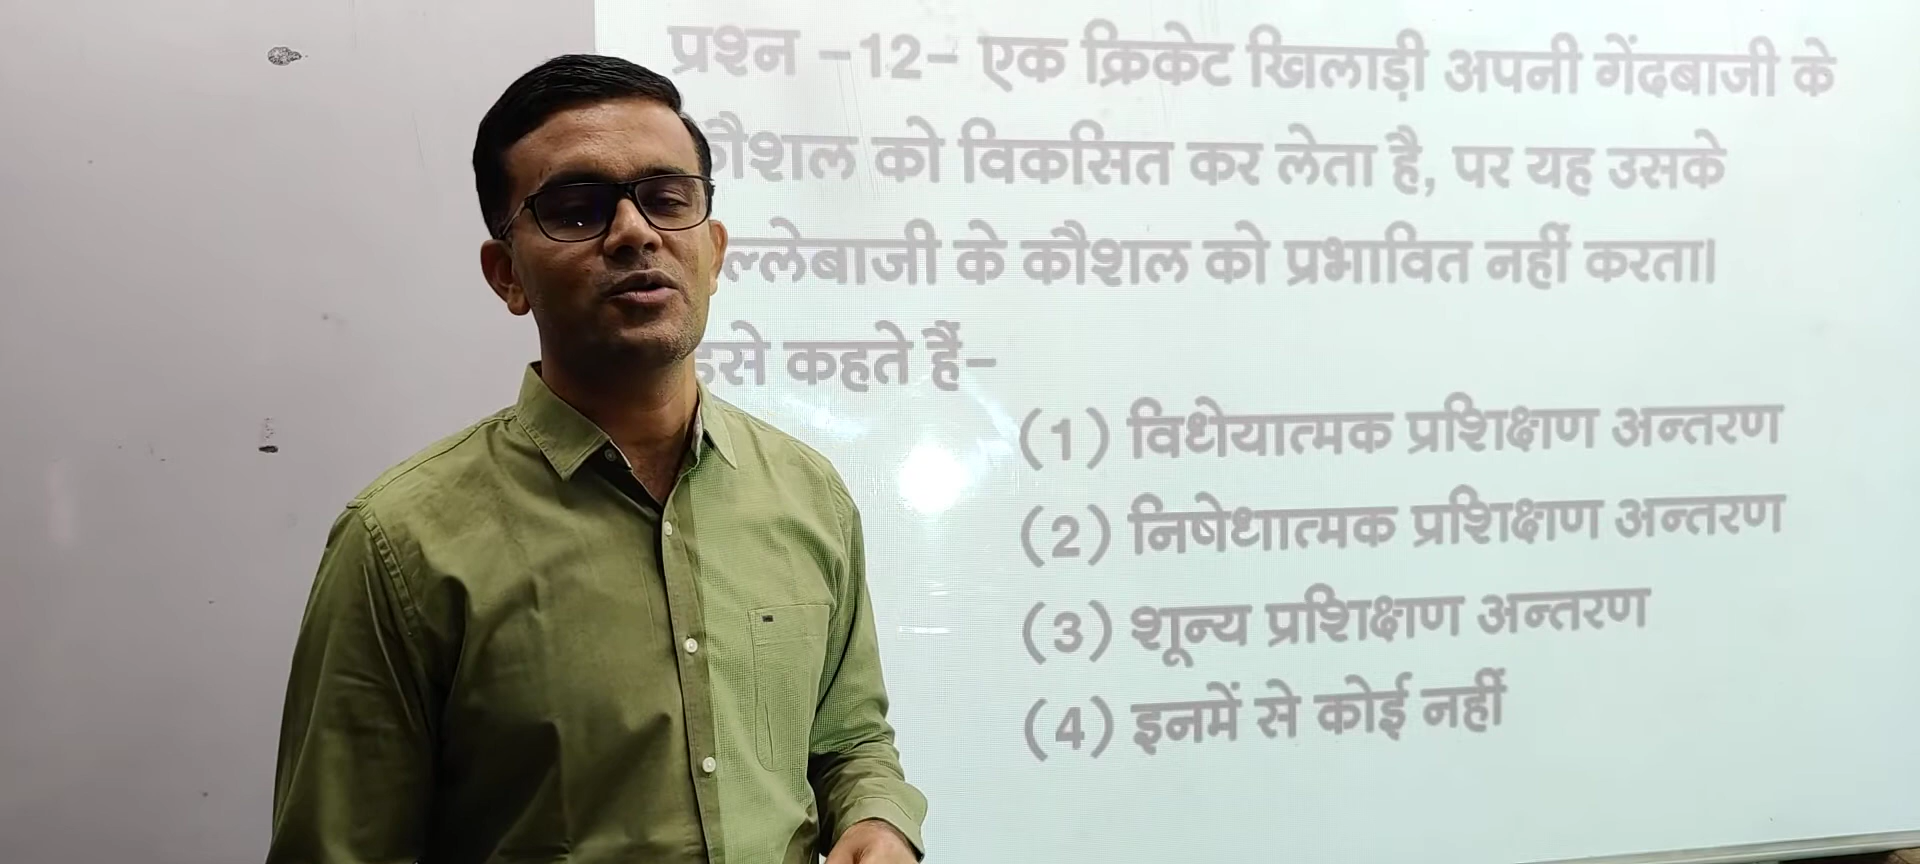 प्रश्न -12- एक क्रिकेट खिलाड़ी अपनी गेंदबाजी के
को विकसित कर लेता है, पर यह उसके
के कौशल को प्रभावित नहीं करता।
कहते हैं-
(1) विधेयात्मक प्रशिक्षण अन्तरण
(2) निषेधात्मक प्रशिक्षण अन्तरण
(3) शून्य प्रशिक्षण अन्तरण
(4) इनमें से कोई नहीं